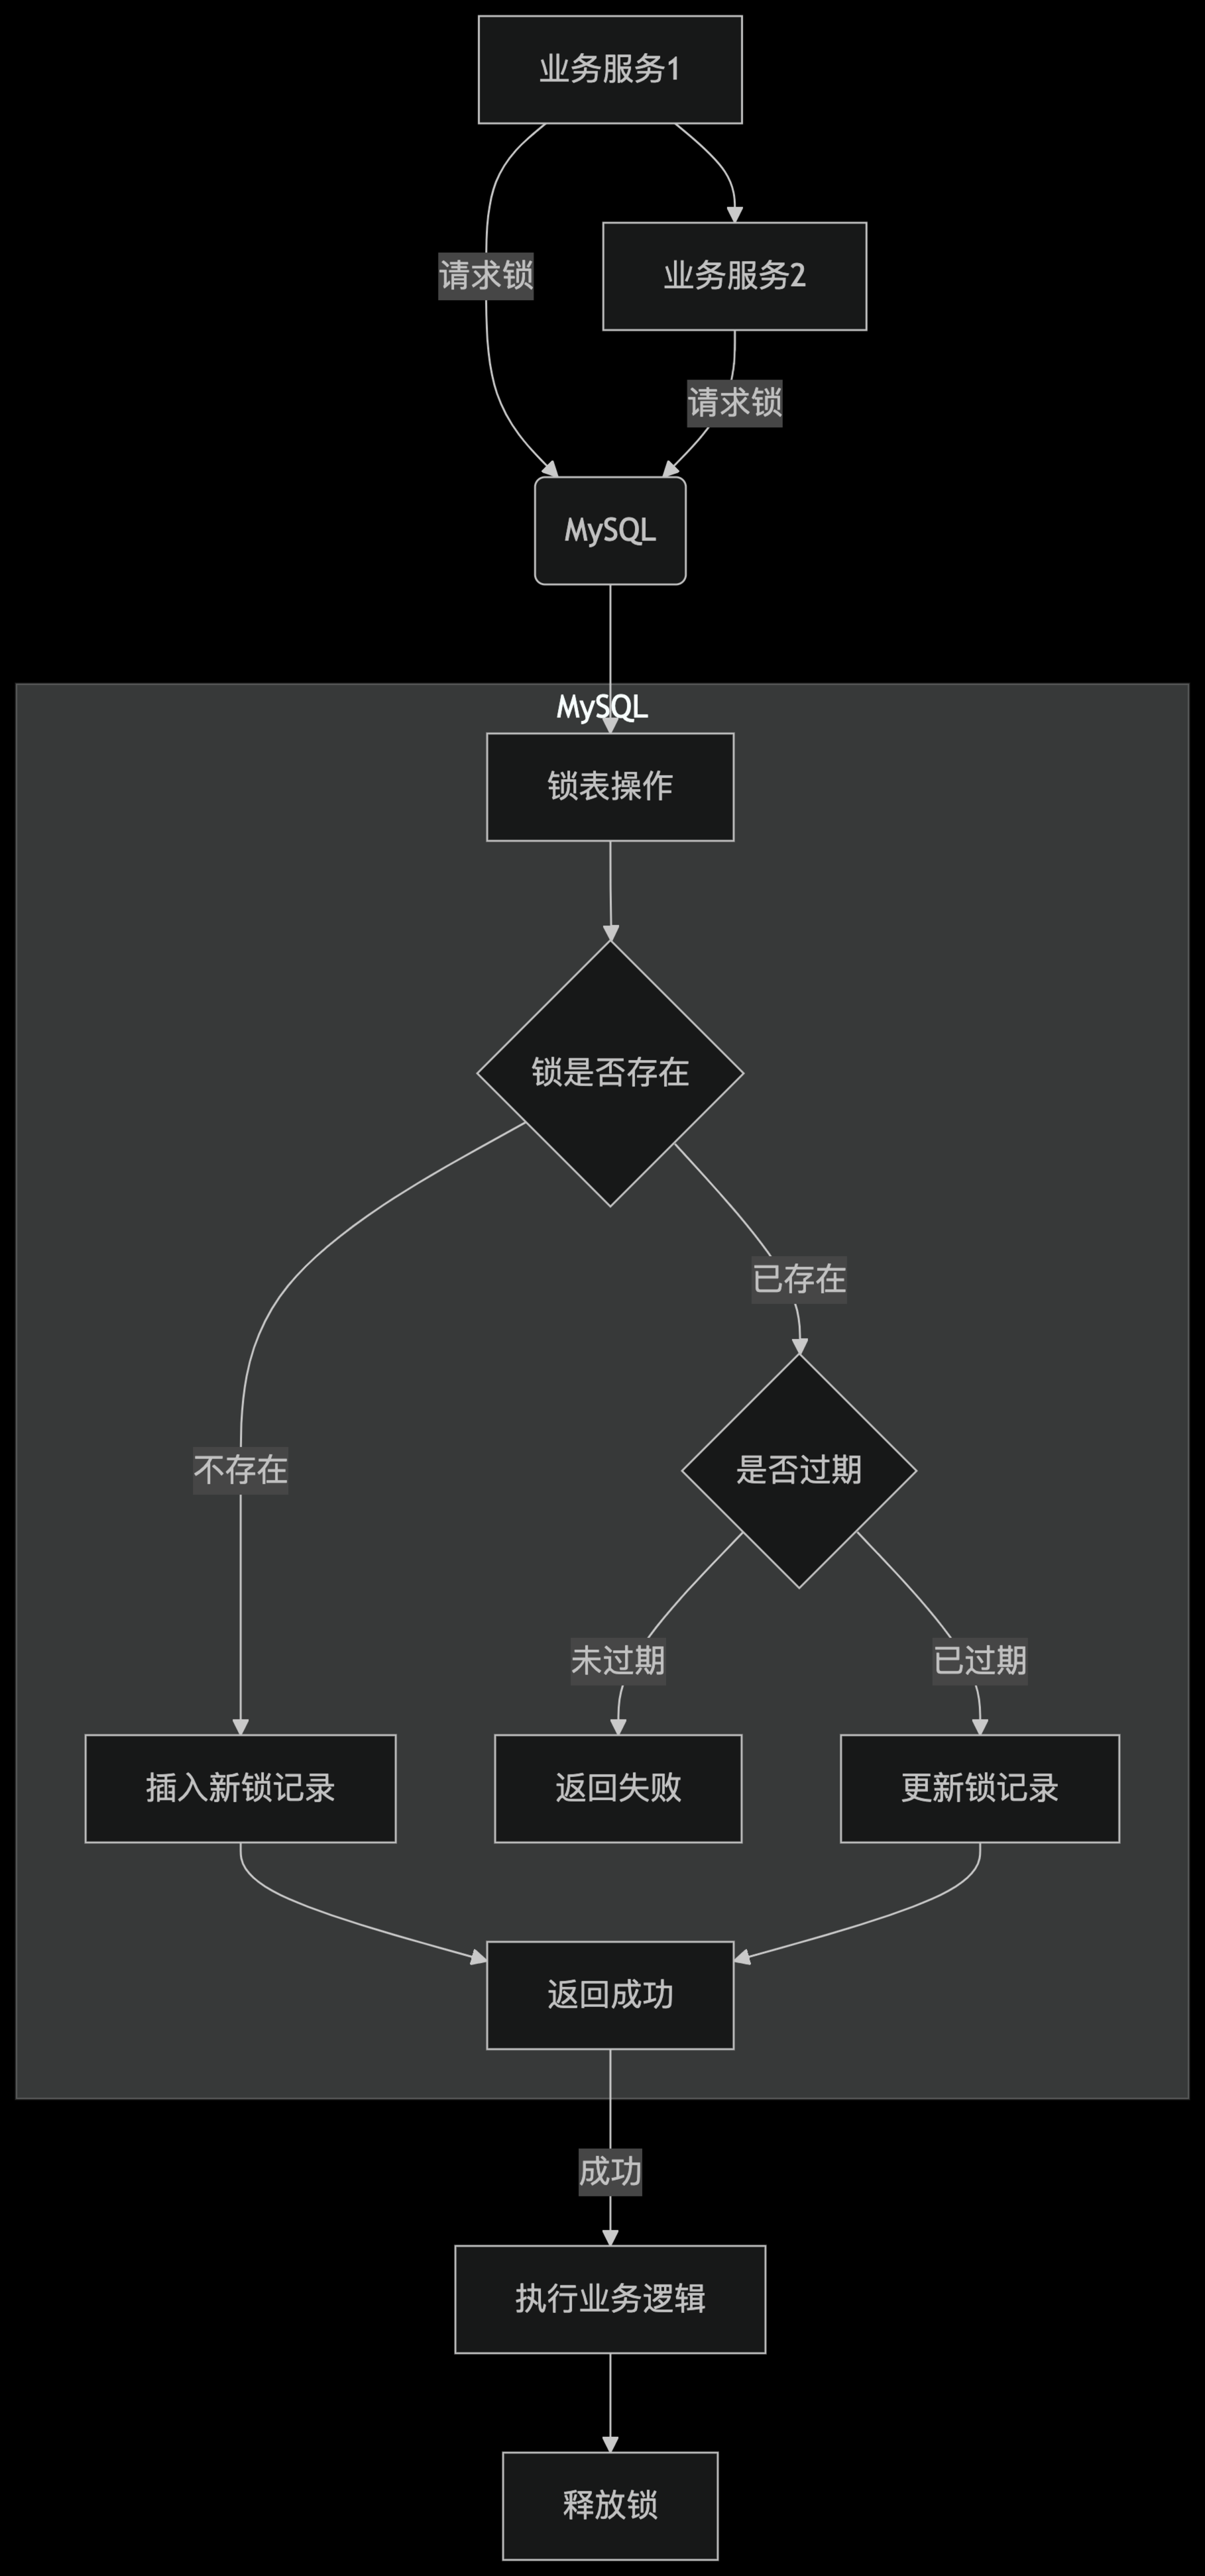 业务服务1
请求锁
业务服务2
请求锁
MySQL
MySQL
锁表操作
锁是否存在
已存在
不存在
是否过期
未过期
已过期
插入新锁记录
返回失败
更新锁记录
返回成功
成功
执行业务逻辑
释放锁